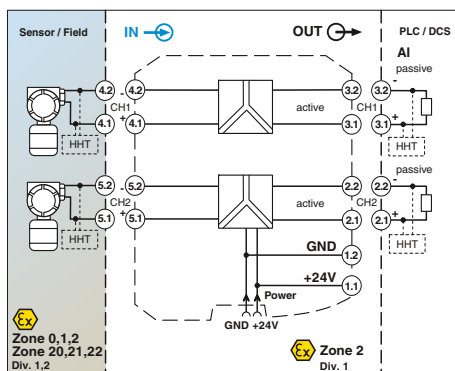 Sensor / Field
IN
OUT
PLC / DCS
AI
passive
4.2 - 4.2 3.2 3.2 -
CH1 active CH1
4.1 + 4.1 3.1 3.1 +
HHT HHT
passive
5.2 - 5.2 2.2 2.2 -
CH2 active CH2
5.1 + 5.1 2.1 2.1 +
HHT HHT
GND 1.2
+24V 1.1
Power
GND +24V
Ex
Zone 0,1,2
Zone 20,21,22
Div. 1,2
Ex Zone 2
Div. 1